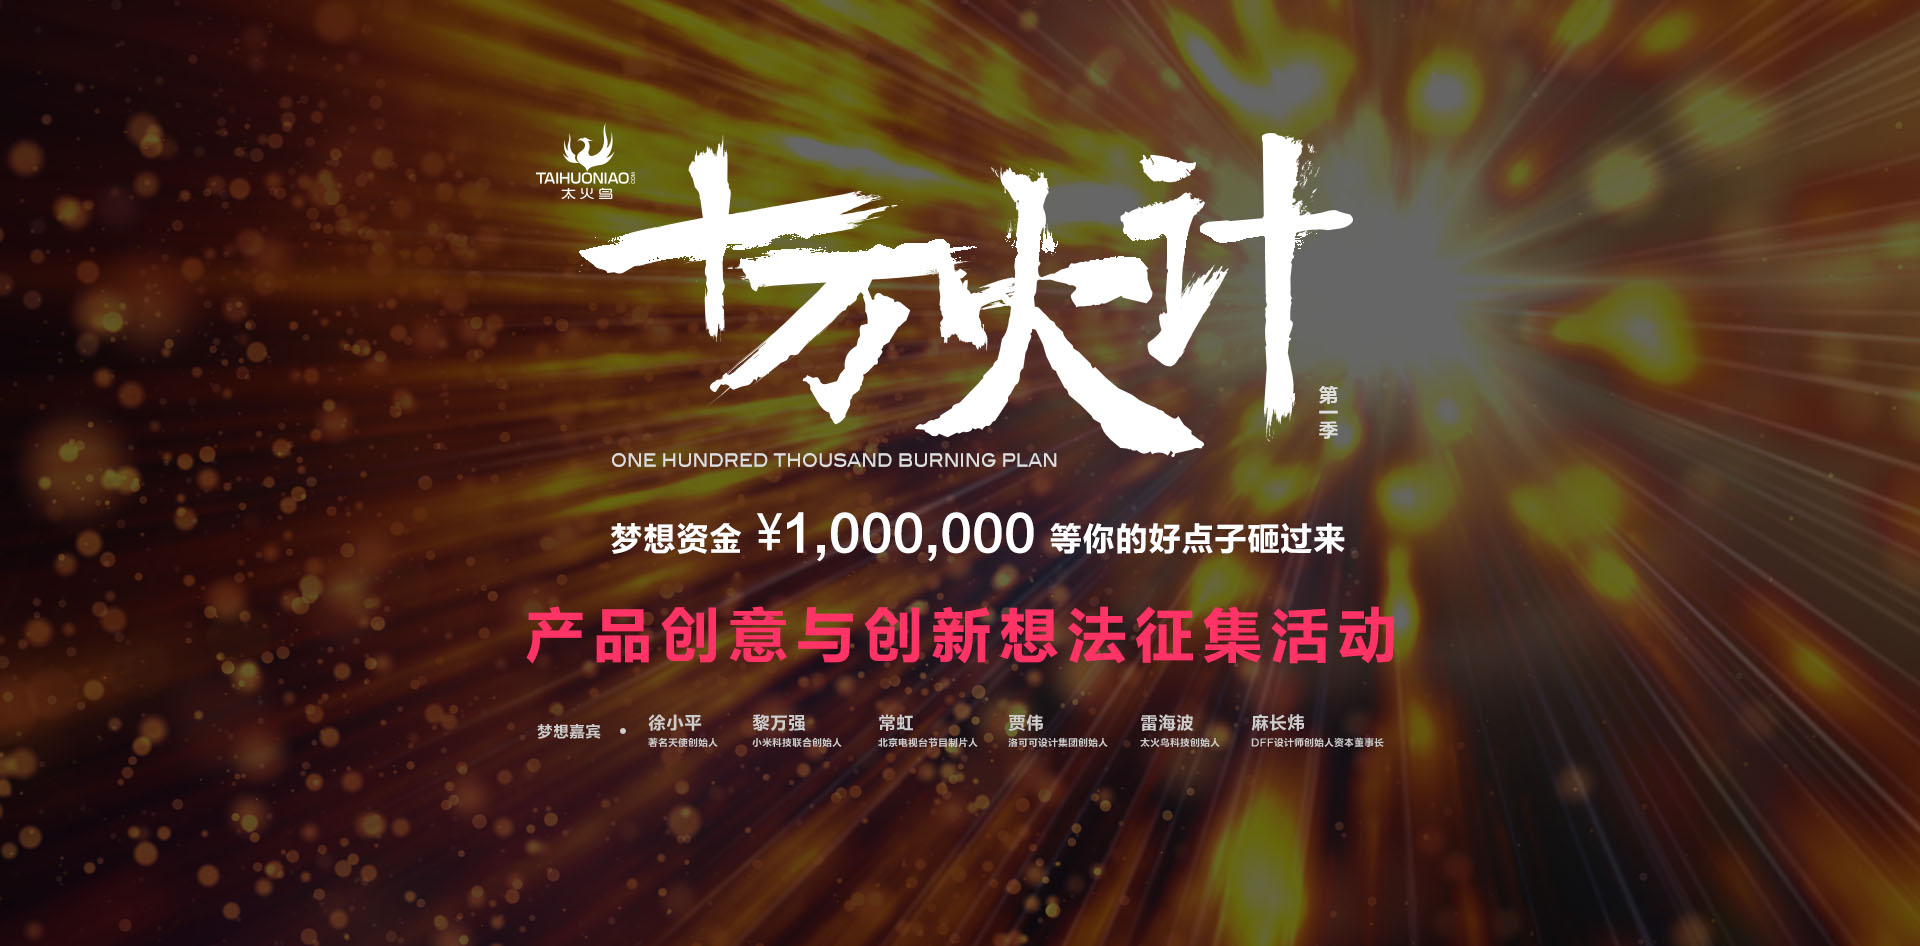 TAIHUONIAO.COM
太火鸟
十万火计
第一季
ONE HUNDRED THOUSAND BURNING PLAN
梦想资金 ¥1,000,000 等你的好点子砸过来
产品创意与创新想法征集活动
梦想嘉宾 • 徐小平 黎万强 常虹 贾伟 雷海波 麻长炜
著名天使创始人 小米科技联合创始人 北京电视台节目制片人 洛可可设计集团创始人 太火鸟科技创始人 DFF设计师创始人资本董事长